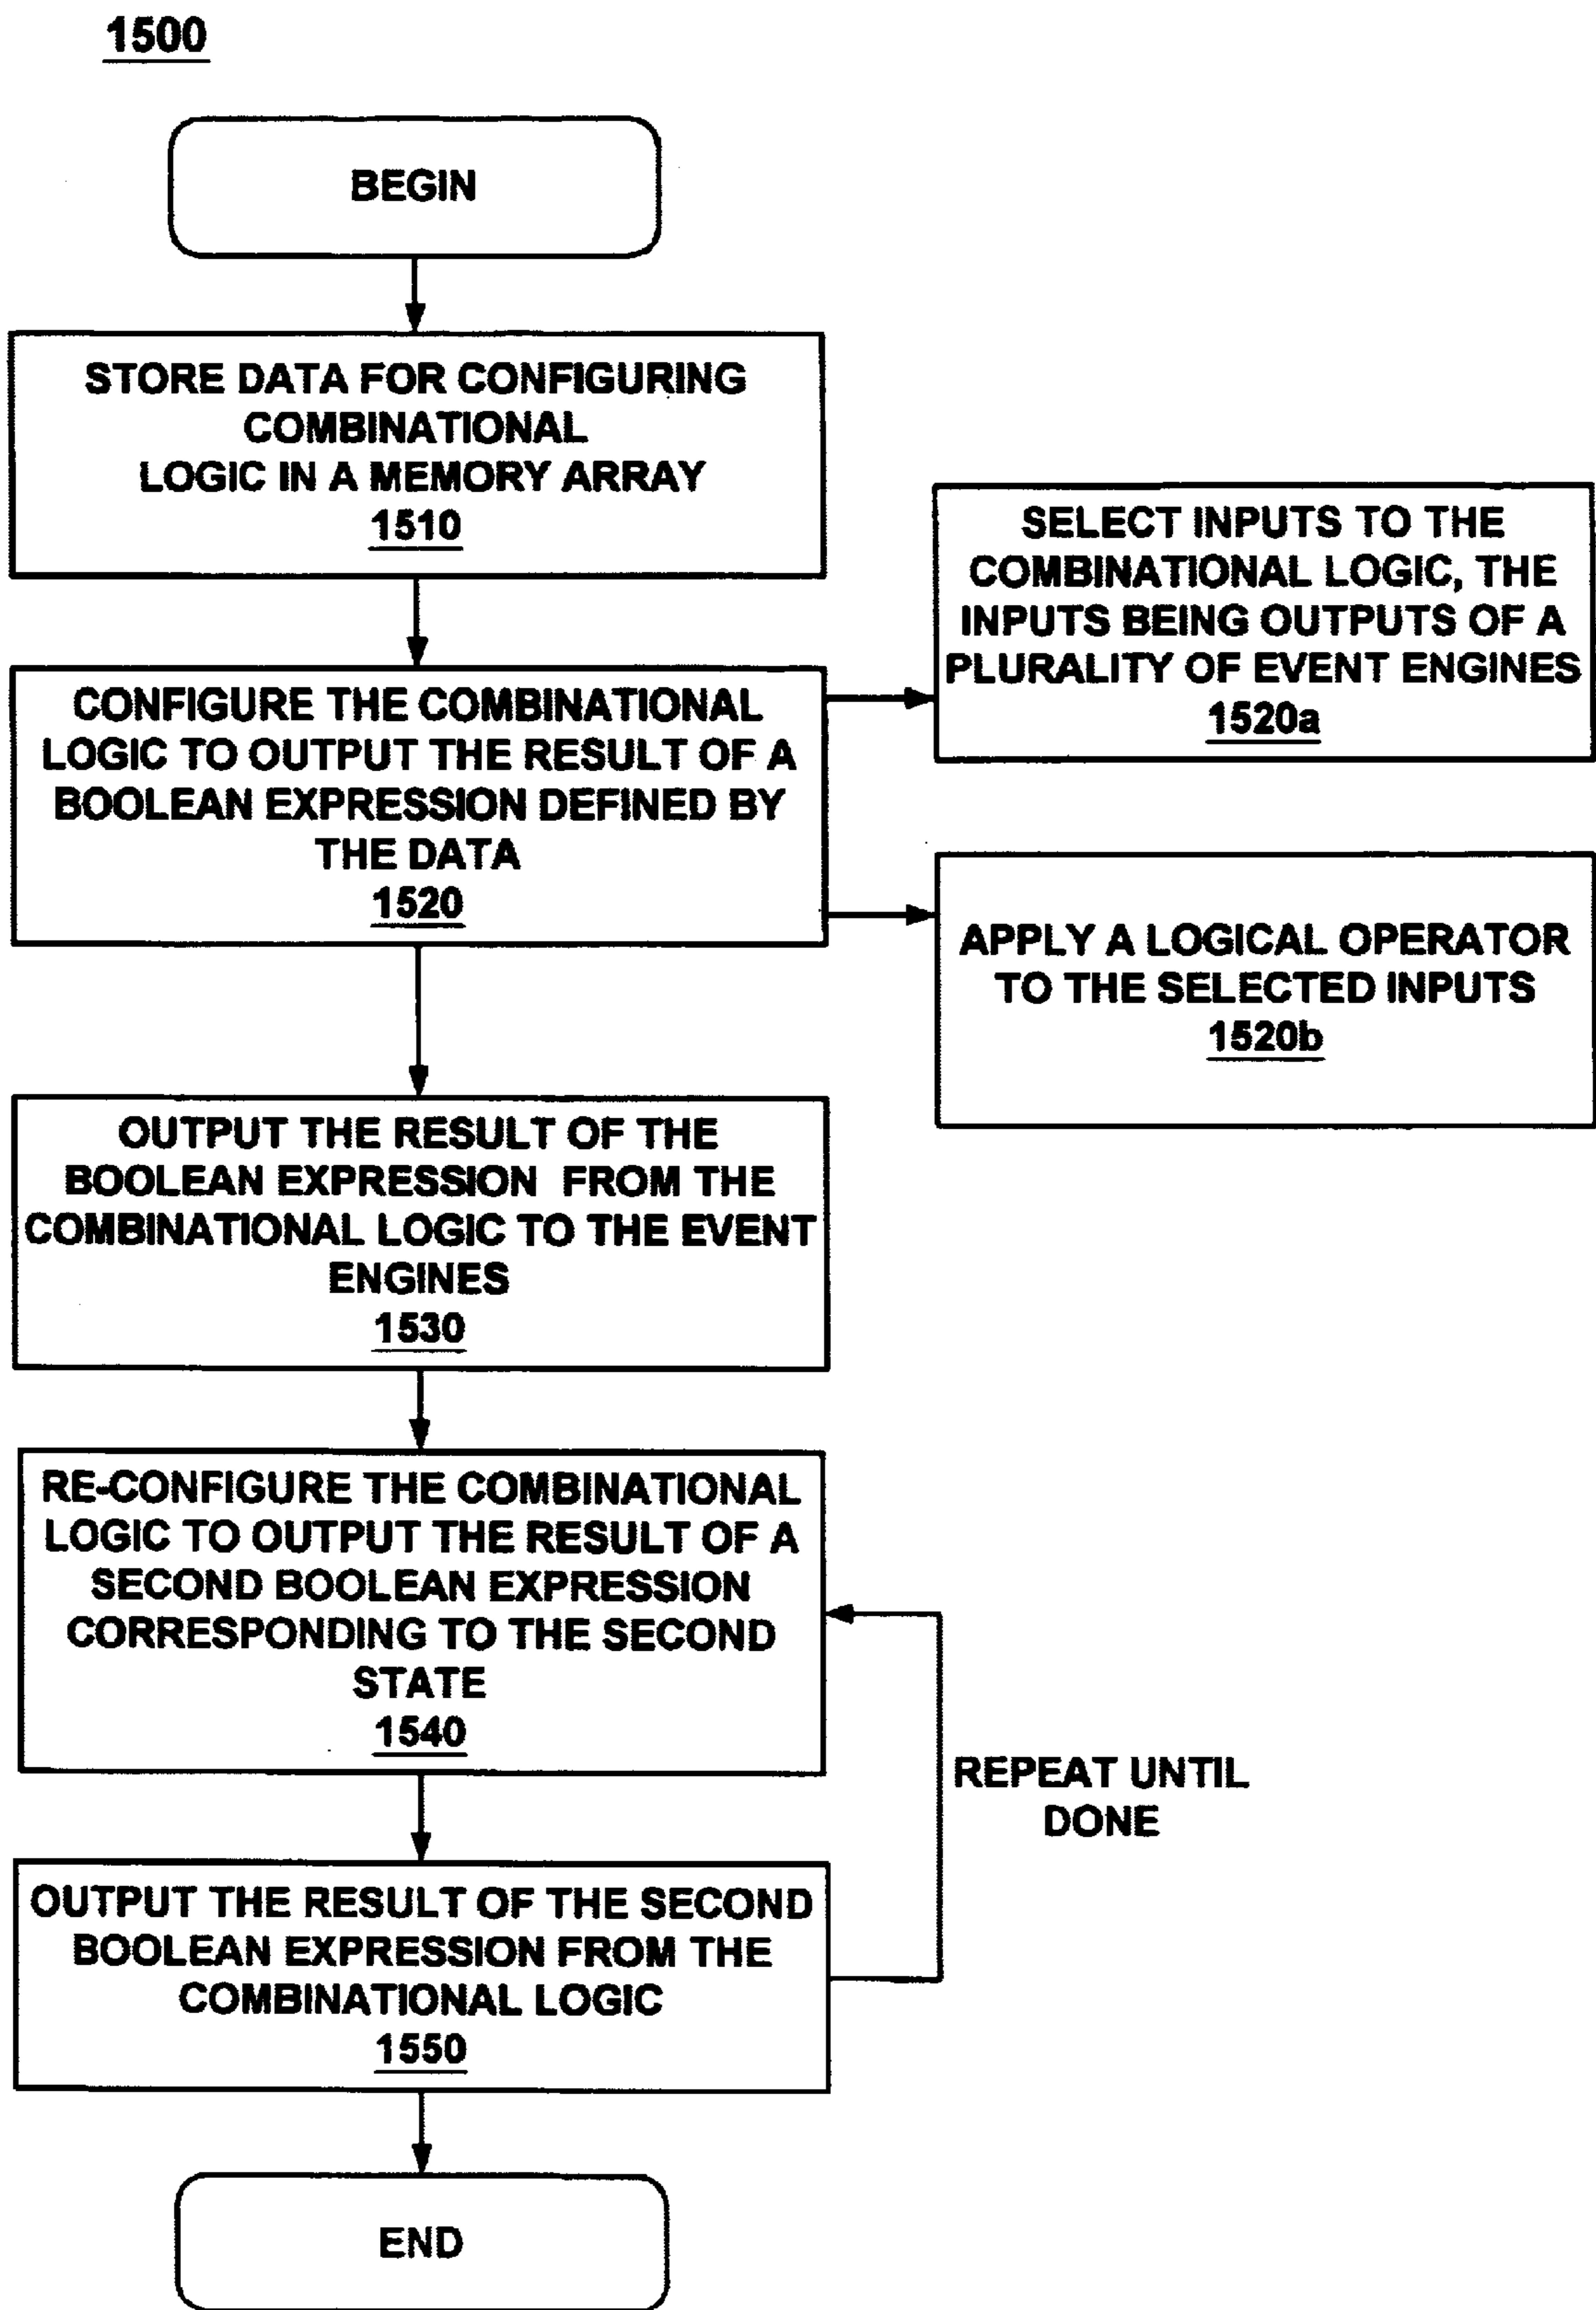 1500
BEGIN
STORE DATA FOR CONFIGURING
COMBINATIONAL
LOGIC IN A MEMORY ARRAY
1510
SELECT INPUTS TO THE
COMBINATIONAL LOGIC, THE
INPUTS BEING OUTPUTS OF A
PLURALITY OF EVENT ENGINES
1520a
CONFIGURE THE COMBINATIONAL
LOGIC TO OUTPUT THE RESULT OF A
BOOLEAN EXPRESSION DEFINED BY
THE DATA
1520
APPLY A LOGICAL OPERATOR
TO THE SELECTED INPUTS
1520b
OUTPUT THE RESULT OF THE
BOOLEAN EXPRESSION FROM THE
COMBINATIONAL LOGIC TO THE EVENT
ENGINES
1530
RE-CONFIGURE THE COMBINATIONAL
LOGIC TO OUTPUT THE RESULT OF A
SECOND BOOLEAN EXPRESSION
CORRESPONDING TO THE SECOND
STATE
1540
REPEAT UNTIL
DONE
OUTPUT THE RESULT OF THE SECOND
BOOLEAN EXPRESSION FROM THE
COMBINATIONAL LOGIC
1550
END